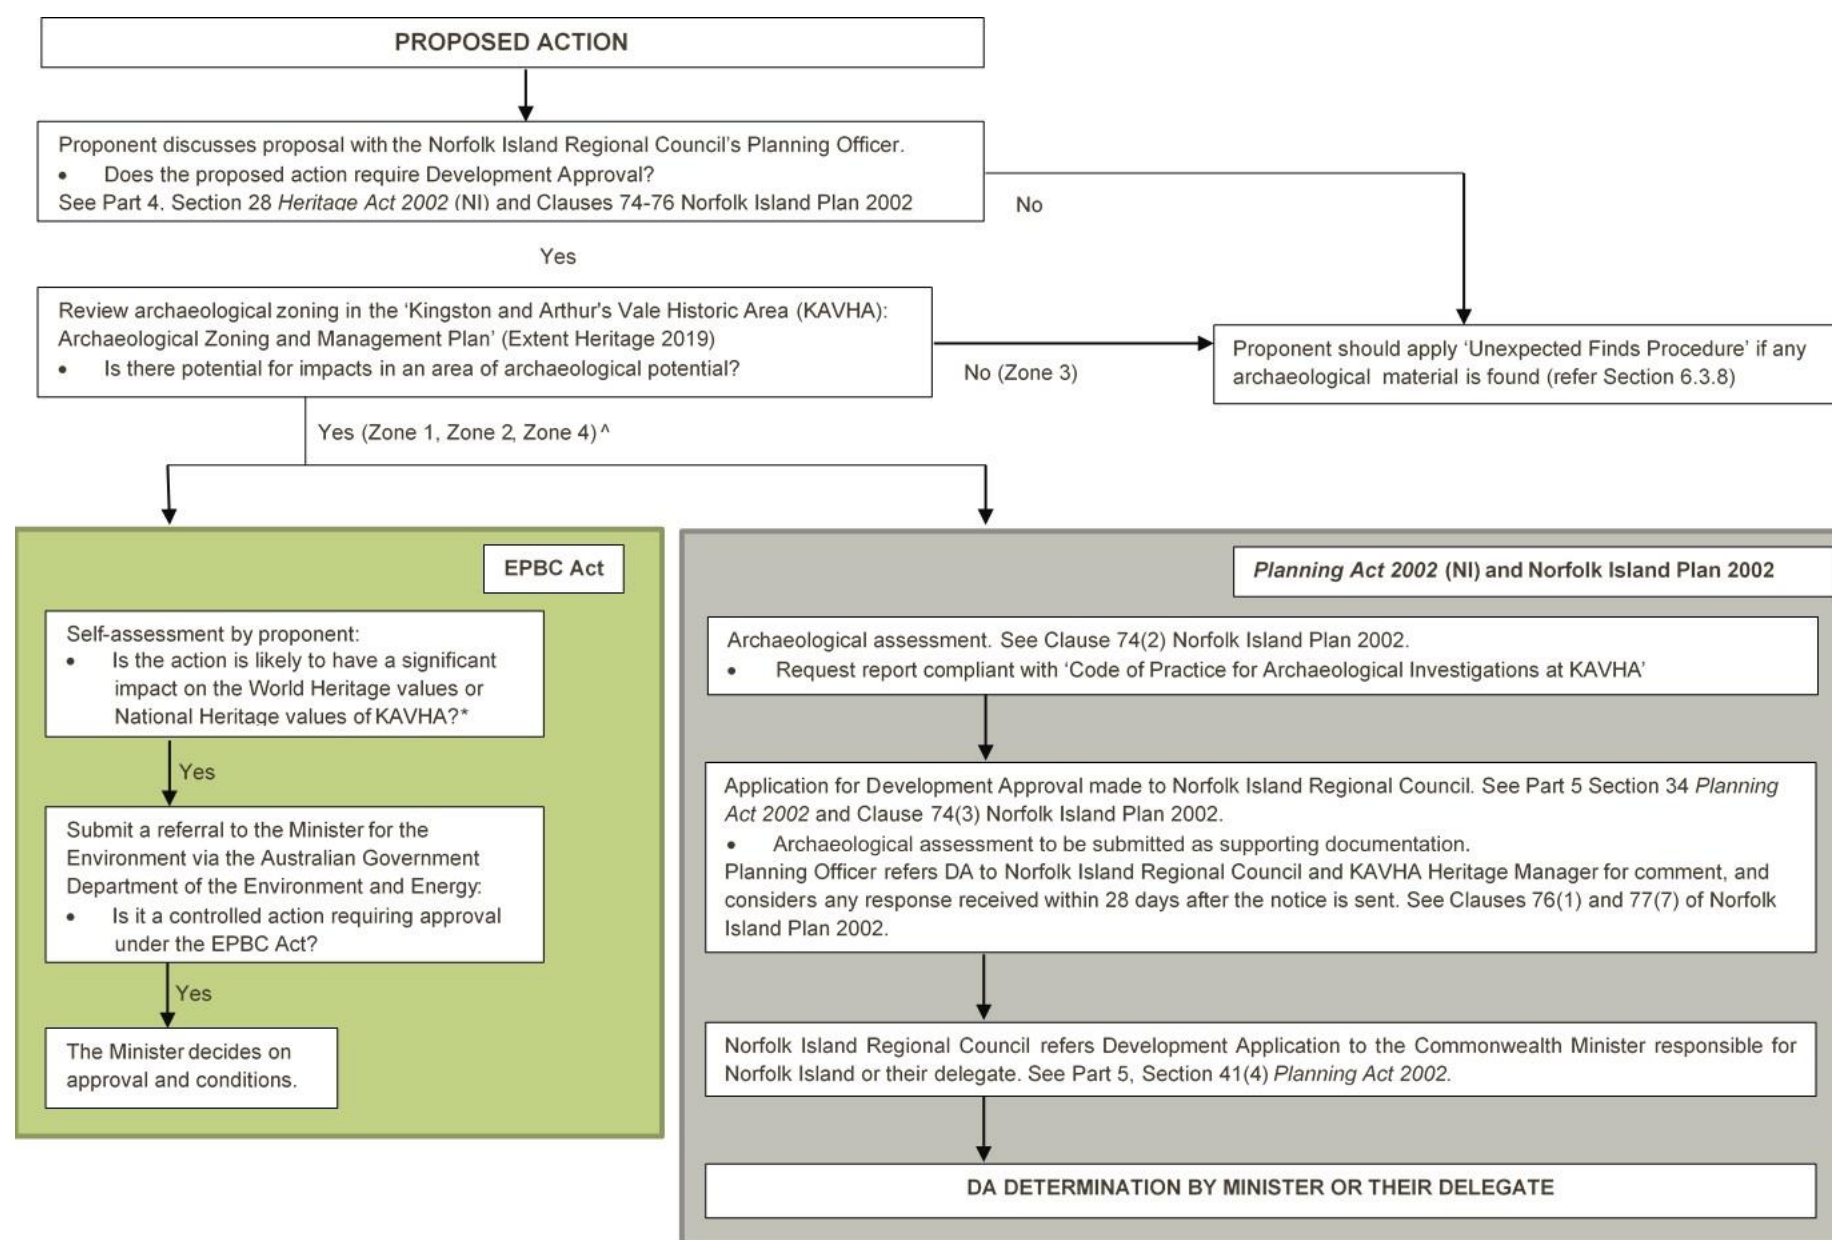 PROPOSED ACTION
Proponent discusses proposal with the Norfolk Island Regional Council's Planning Officer.
• Does the proposed action require Development Approval?
See Part 4, Section 28 Heritage Act 2002 (NI) and Clauses 74-76 Norfolk Island Plan 2002
No
Yes
Review archaeological zoning in the 'Kingston and Arthur's Vale Historic Area (KAVHA):
Archaeological Zoning and Management Plan' (Extent Heritage 2019)
• Is there potential for impacts in an area of archaeological potential?
No (Zone 3)
Proponent should apply 'Unexpected Finds Procedure' if any
archaeological material is found (refer Section 6.3.8)
Yes (Zone 1, Zone 2, Zone 4)^
EPBC Act
Self-assessment by proponent:
• Is the action is likely to have a significant
impact on the World Heritage values or
National Heritage values of KAVHA?*
Yes
Submit a referral to the Minister for the
Environment via the Australian Government
Department of the Environment and Energy:
• Is it a controlled action requiring approval
under the EPBC Act?
Yes
The Minister decides on
approval and conditions.
Planning Act 2002 (NI) and Norfolk Island Plan 2002
Archaeological assessment. See Clause 74(2) Norfolk Island Plan 2002.
• Request report compliant with 'Code of Practice for Archaeological Investigations at KAVHA'
Application for Development Approval made to Norfolk Island Regional Council. See Part 5 Section 34 Planning
Act 2002 and Clause 74(3) Norfolk Island Plan 2002.
• Archaeological assessment to be submitted as supporting documentation.
Planning Officer refers DA to Norfolk Island Regional Council and KAVHA Heritage Manager for comment, and
considers any response received within 28 days after the notice is sent. See Clauses 76(1) and 77(7) of Norfolk
Island Plan 2002.
Norfolk Island Regional Council refers Development Application to the Commonwealth Minister responsible for
Norfolk Island or their delegate. See Part 5, Section 41(4) Planning Act 2002.
DA DETERMINATION BY MINISTER OR THEIR DELEGATE